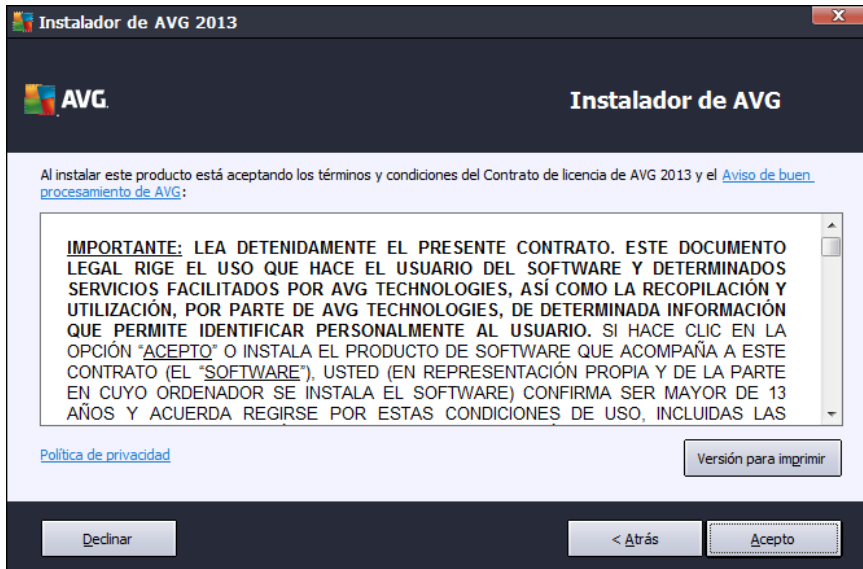 Instalador de AVG 2013
AVG.
Instalador de AVG
Al instalar este producto está aceptando los términos y condiciones del Contrato de licencia de AVG 2013 y el Aviso de buen
procesamiento de AVG:
IMPORTANTE: LEA DETENIDAMENTE EL PRESENTE CONTRATO. ESTE DOCUMENTO
LEGAL RIGE EL USO QUE HACE EL USUARIO DEL SOFTWARE Y DETERMINADOS
SERVICIOS FACILITADOS POR AVG TECHNOLOGIES, ASÍ COMO LA RECOPILACIÓN Y
UTILIZACIÓN, POR PARTE DE AVG TECHNOLOGIES, DE DETERMINADA INFORMACIÓN
QUE PERMITE IDENTIFICAR PERSONALMENTE AL USUARIO. SI HACE CLIC EN LA
OPCIÓN “ACEPTO” O INSTALA EL PRODUCTO DE SOFTWARE QUE ACOMPAÑA A ESTE
CONTRATO (EL “SOFTWARE”), USTED (EN REPRESENTACIÓN PROPIA Y DE LA PARTE
EN CUYO ORDENADOR SE INSTALA EL SOFTWARE) CONFIRMA SER MAYOR DE 13
AÑOS Y ACUERDA REGIRSE POR ESTAS CONDICIONES DE USO, INCLUIDAS LAS
Política de privacidad
Versión para imprimir
Declinar
< Atrás
Acepto